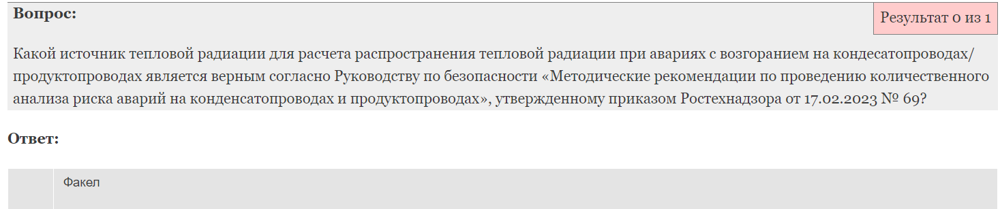 Вопрос:
Результат 0 из 1
Какой источник тепловой радиации для расчета распространения тепловой радиации при авариях с возгоранием на кондесатопроводах/
продуктопроводах является верным согласно Руководству по безопасности «Методические рекомендации по проведению количественного
анализа риска аварий на конденсатопроводах и продуктопроводах», утвержденному приказом Ростехнадзора от 17.02.2023 № 69?
Ответ:
Факел